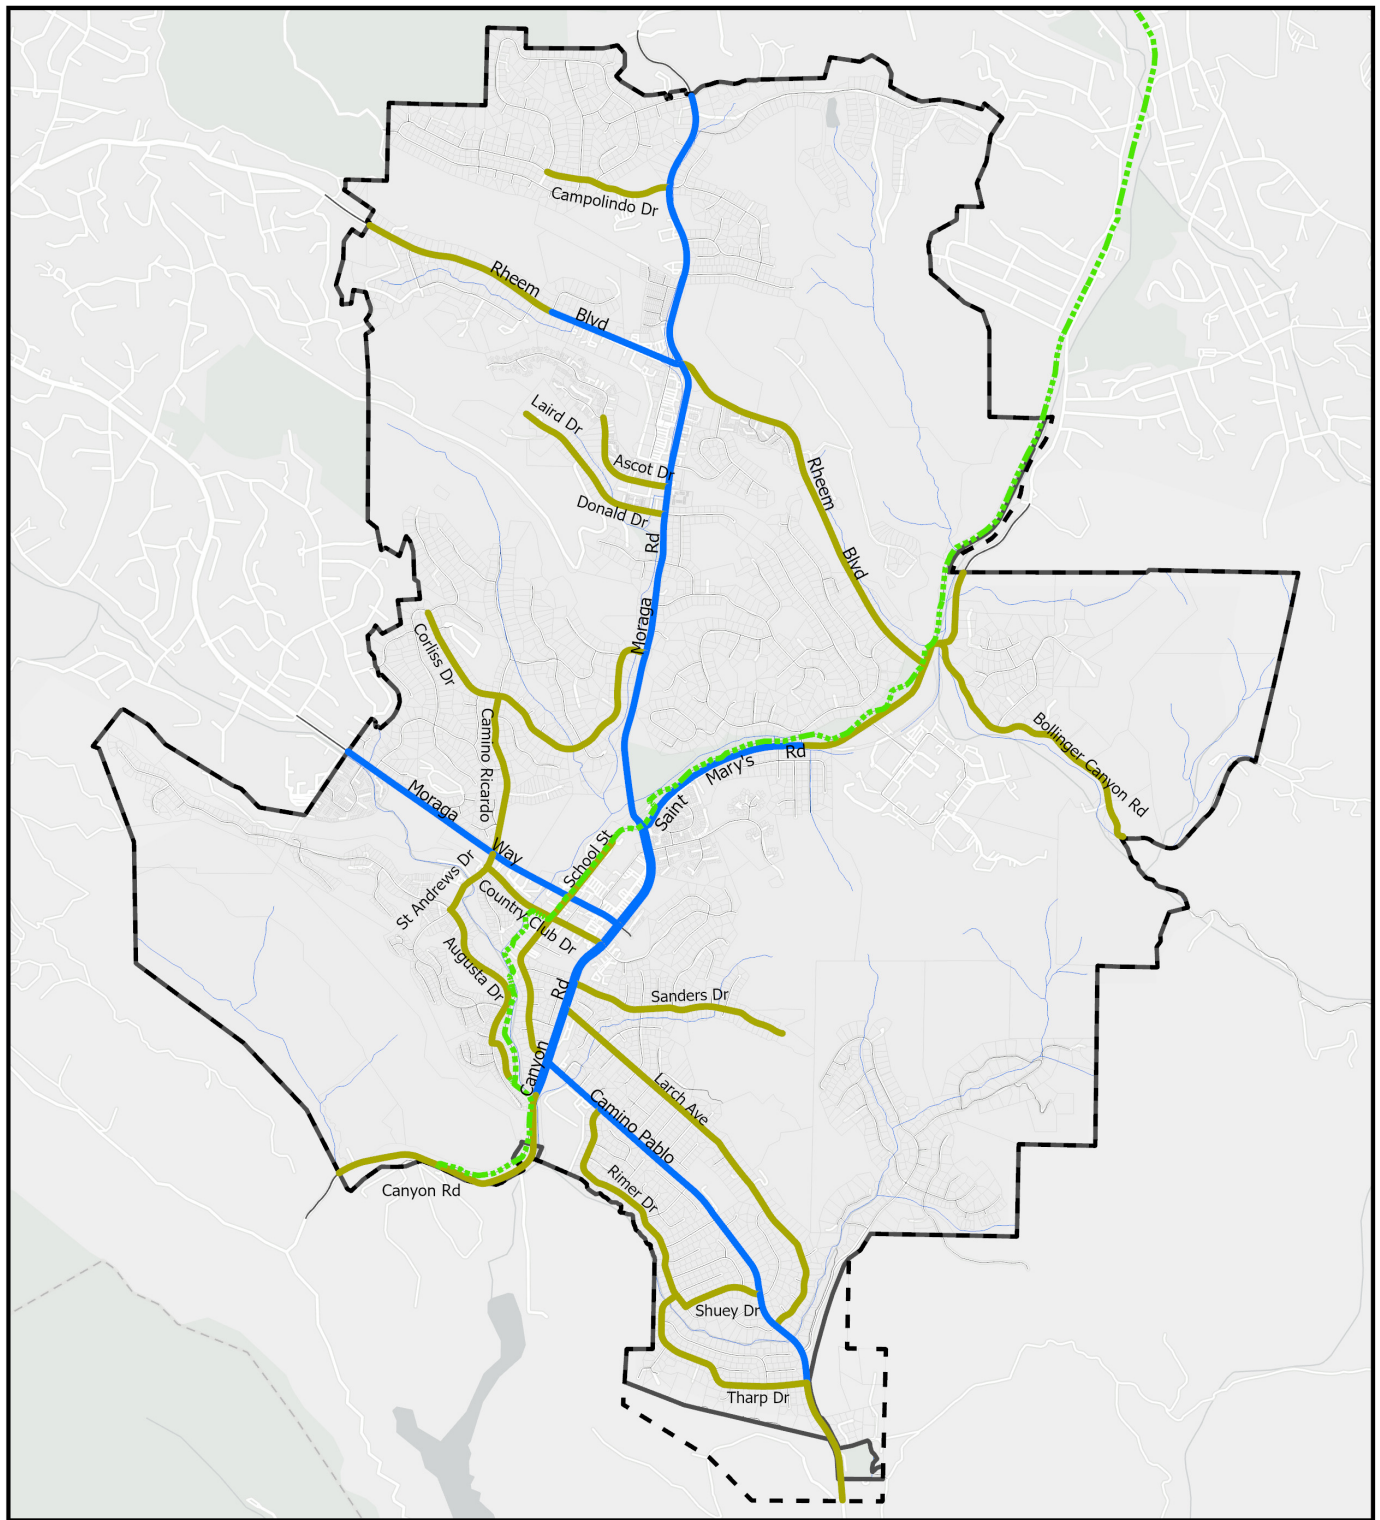 Campolindo Dr
Rheem
Blvd
Laird Dr
Ascot Dr
Rheem
Donald Dr
Rd
Blvd
Moraga
Corliss Dr
Camino Ricardo
Bollinger Canyon Rd
Rd
Mary's
Saint
Moraga
Way
School St
St Andrews Dr
Country Club Dr
Augusta Dr
Rd
Sanders Dr
Canyon
Larch Ave
Camino Pablo
Rimer Dr
Canyon Rd
Shuey Dr
Tharp Dr